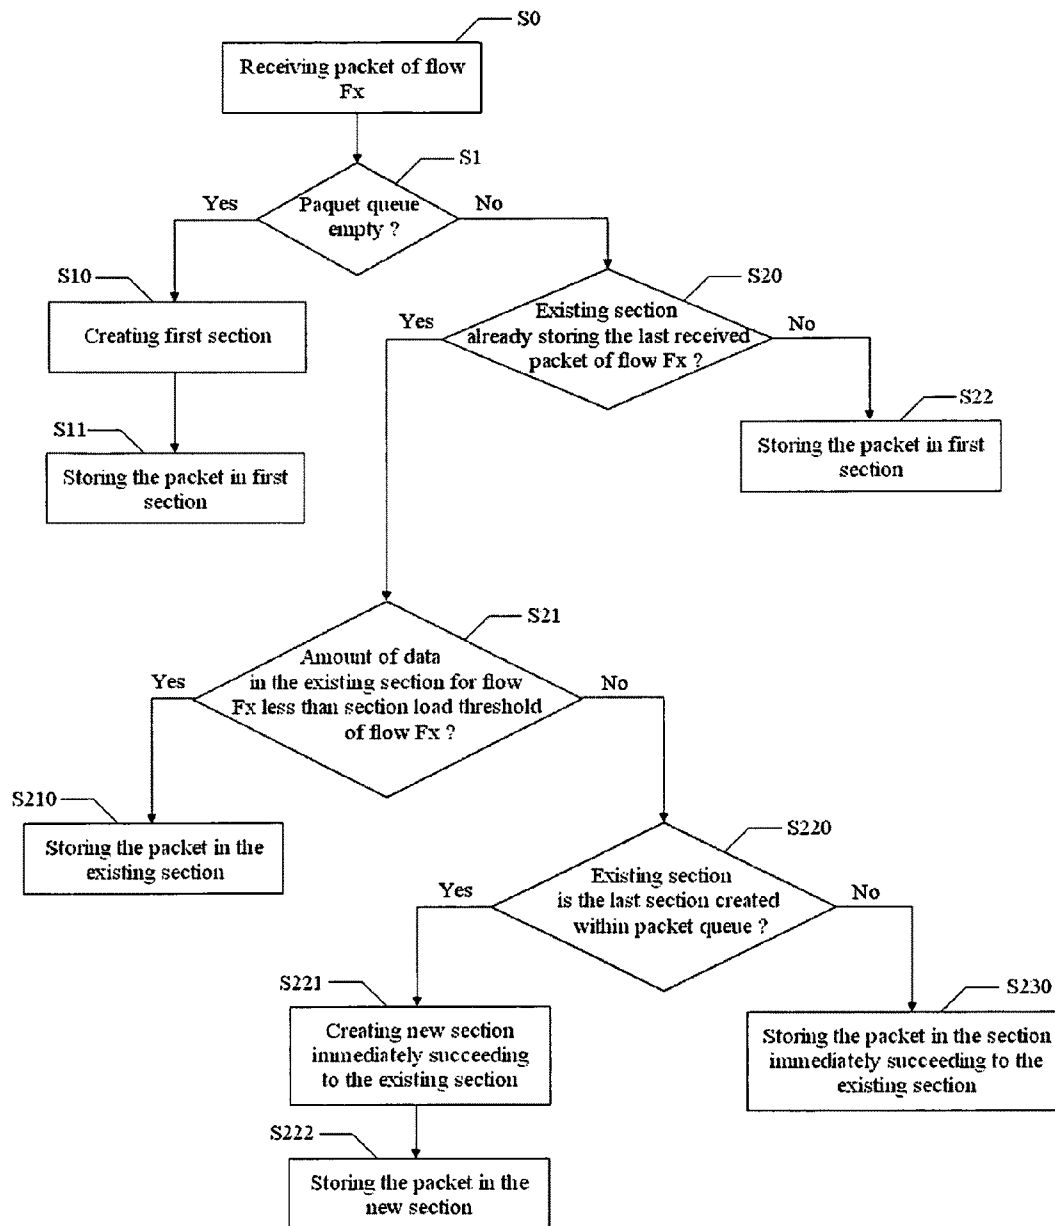 S0
Receiving packet of flow
Fx
S1
Yes
Paquet queue
empty ?
No
S10
Creating first section
S20
Yes
Existing section
already storing the last received
packet of flow Fx ?
No
S11
Storing the packet in first
section
S22
Storing the packet in first
section
S21
Yes
Amount of data
in the existing section for flow
Fx less than section load threshold
of flow Fx ?
No
S210
Storing the packet in the
existing section
S220
Yes
Existing section
is the last section created
within packet queue ?
No
S221
Creating new section
immediately succeeding
to the existing section
S230
Storing the packet in the section
immediately succeeding to the
existing section
S222
Storing the packet in the
new section